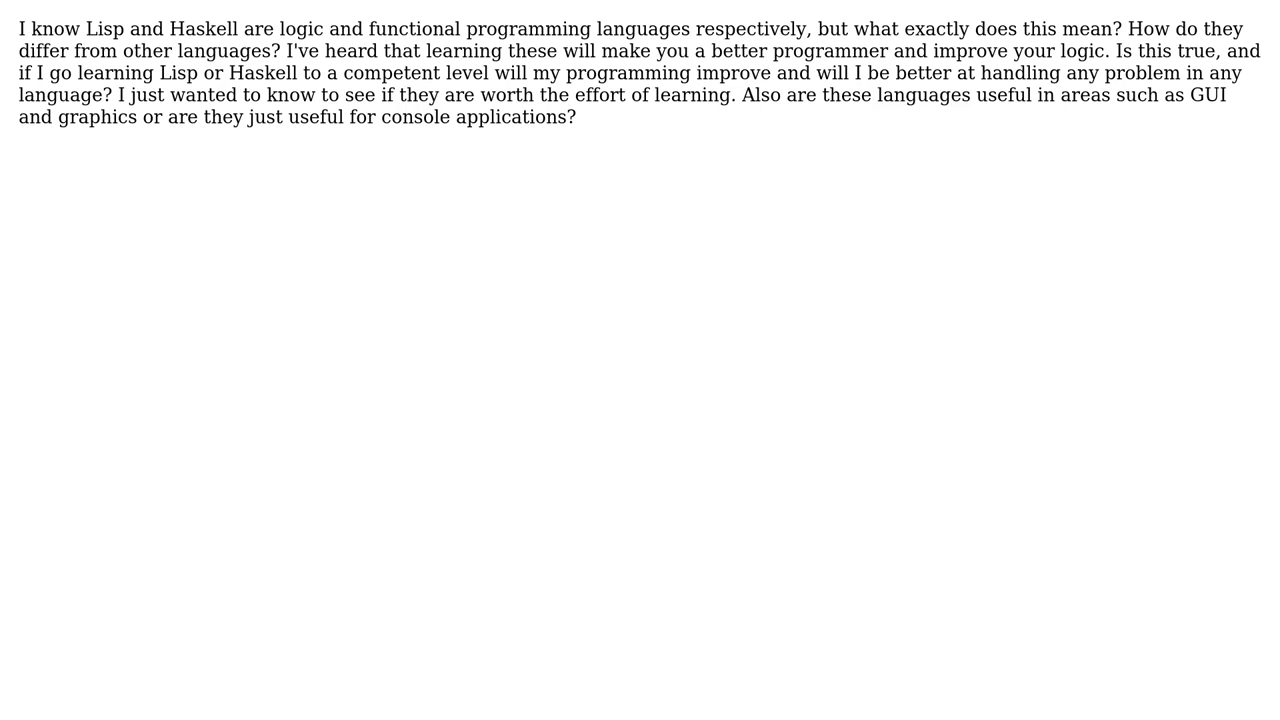 I know Lisp and Haskell are logic and functional programming languages respectively, but what exactly does this mean? How do they
differ from other languages? I've heard that learning these will make you a better programmer and improve your logic. Is this true, and
if I go learning Lisp or Haskell to a competent level will my programming improve and will I be better at handling any problem in any
language? I just wanted to know to see if they are worth the effort of learning. Also are these languages useful in areas such as GUI
and graphics or are they just useful for console applications?